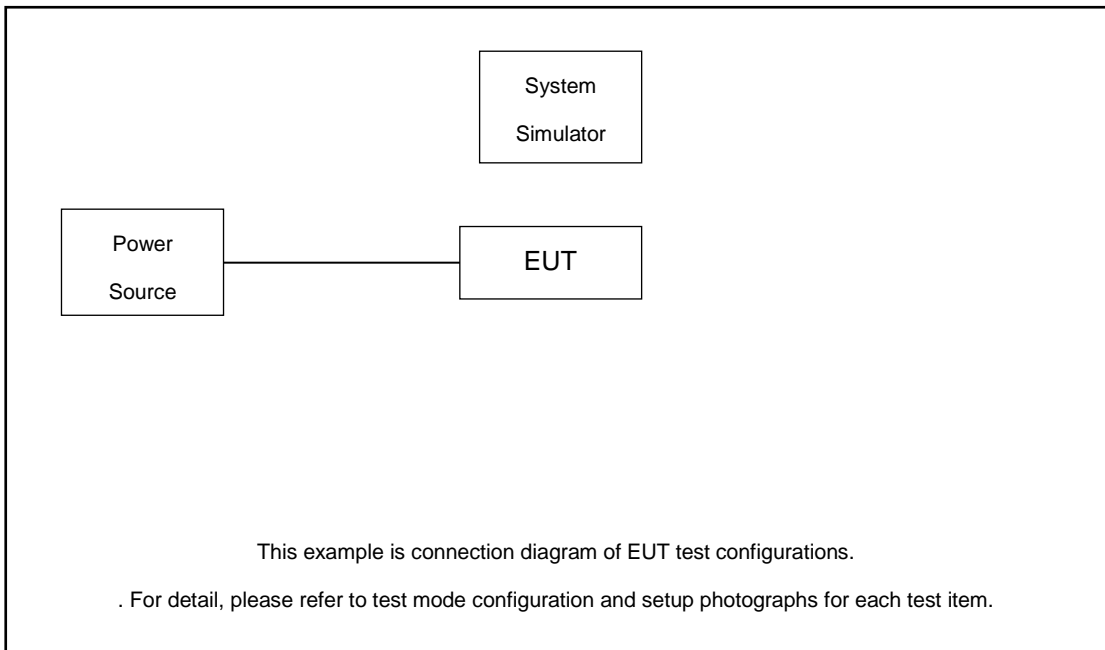 System
Simulator
Power
Source
EUT
This example is connection diagram of EUT test configurations.
. For detail, please refer to test mode configuration and setup photographs for each test item.